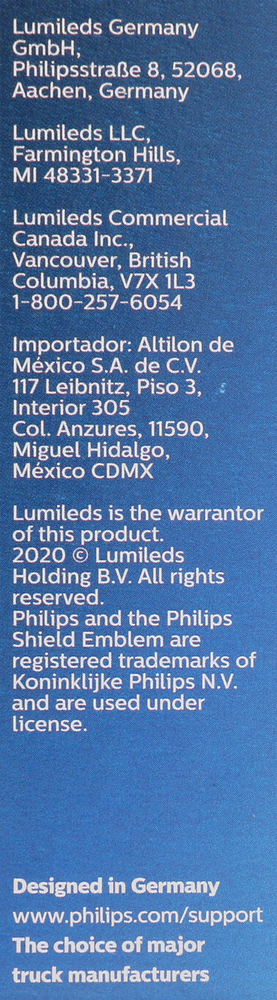 Lumileds Germany
GmbH,
Philipsstraße 8, 52068,
Aachen, Germany
Lumileds LLC,
Farmington Hills,
MI 48331-3371
Lumileds Commercial
Canada Inc.,
Vancouver, British
Columbia, V7X 1L3
1-800-257-6054
Importador: Altilon de
México S.A. de C.V.
117 Leibnitz, Piso 3,
Interior 305
Col. Anzures, 11590,
Miguel Hidalgo,
México CDMX
Lumileds is the warrantor
of this product.
2020 © Lumileds
Holding B.V. All rights
reserved.
Philips and the Philips
Shield Emblem are
registered trademarks of
Koninklijke Philips N.V.
and are used under
license.
Designed in Germany
www.philips.com/support
The choice of major
truck manufacturers